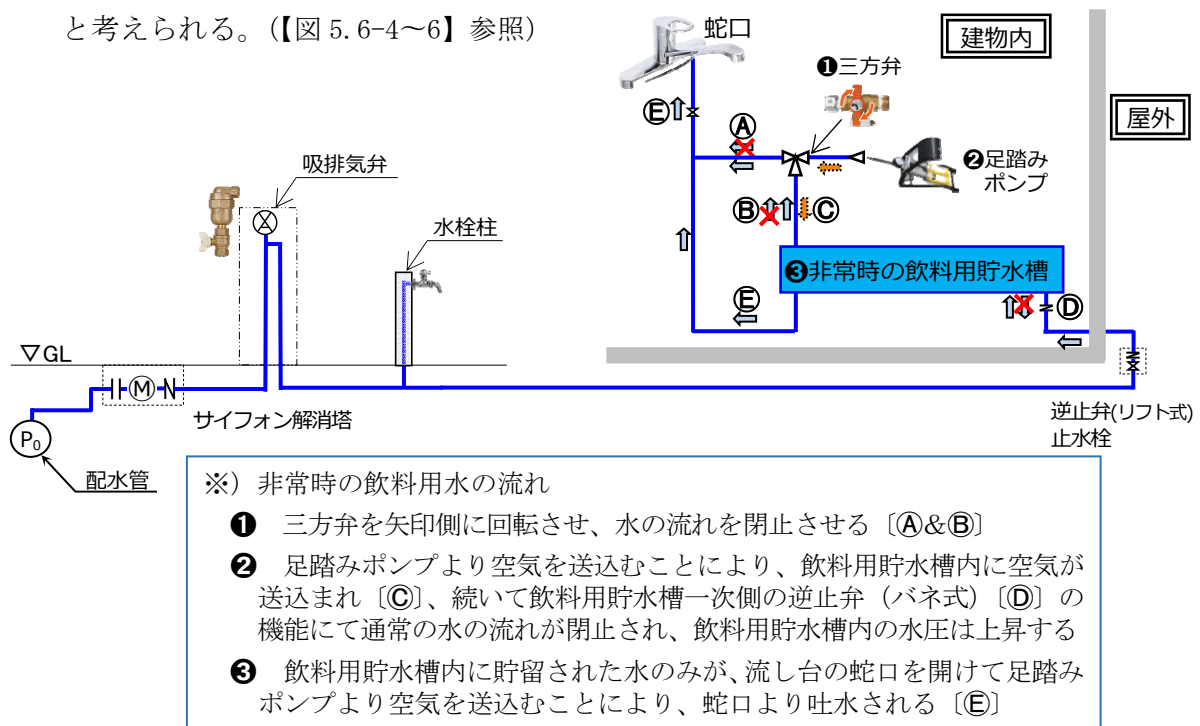 と考えられる。(【図 5.6-4～6】参照)
蛇口
建物内
❶三方弁
屋外
Ⓔ
Ⓐ
吸排気弁
❷足踏み
ポンプ
Ⓑ
Ⓒ
水栓柱
❸非常時の飲料用貯水槽
Ⓔ
Ⓓ
▽GL
Ⓜ
サイフォン解消塔
逆止弁(リフト式)
止水栓
P₀
配水管
※）非常時の飲料用水の流れ
❶ 三方弁を矢印側に回転させ、水の流れを閉止させる〔Ⓐ&Ⓑ〕
❷ 足踏みポンプより空気を送込むことにより、飲料用貯水槽内に空気が
送込まれ〔Ⓒ〕、続いて飲料用貯水槽一次側の逆止弁（バネ式）〔Ⓓ〕の
機能にて通常の水の流れが閉止され、飲料用貯水槽内の水圧は上昇する
❸ 飲料用貯水槽内に貯留された水のみが、流し台の蛇口を開けて足踏み
ポンプより空気を送込むことにより、蛇口より吐水される〔Ⓔ〕